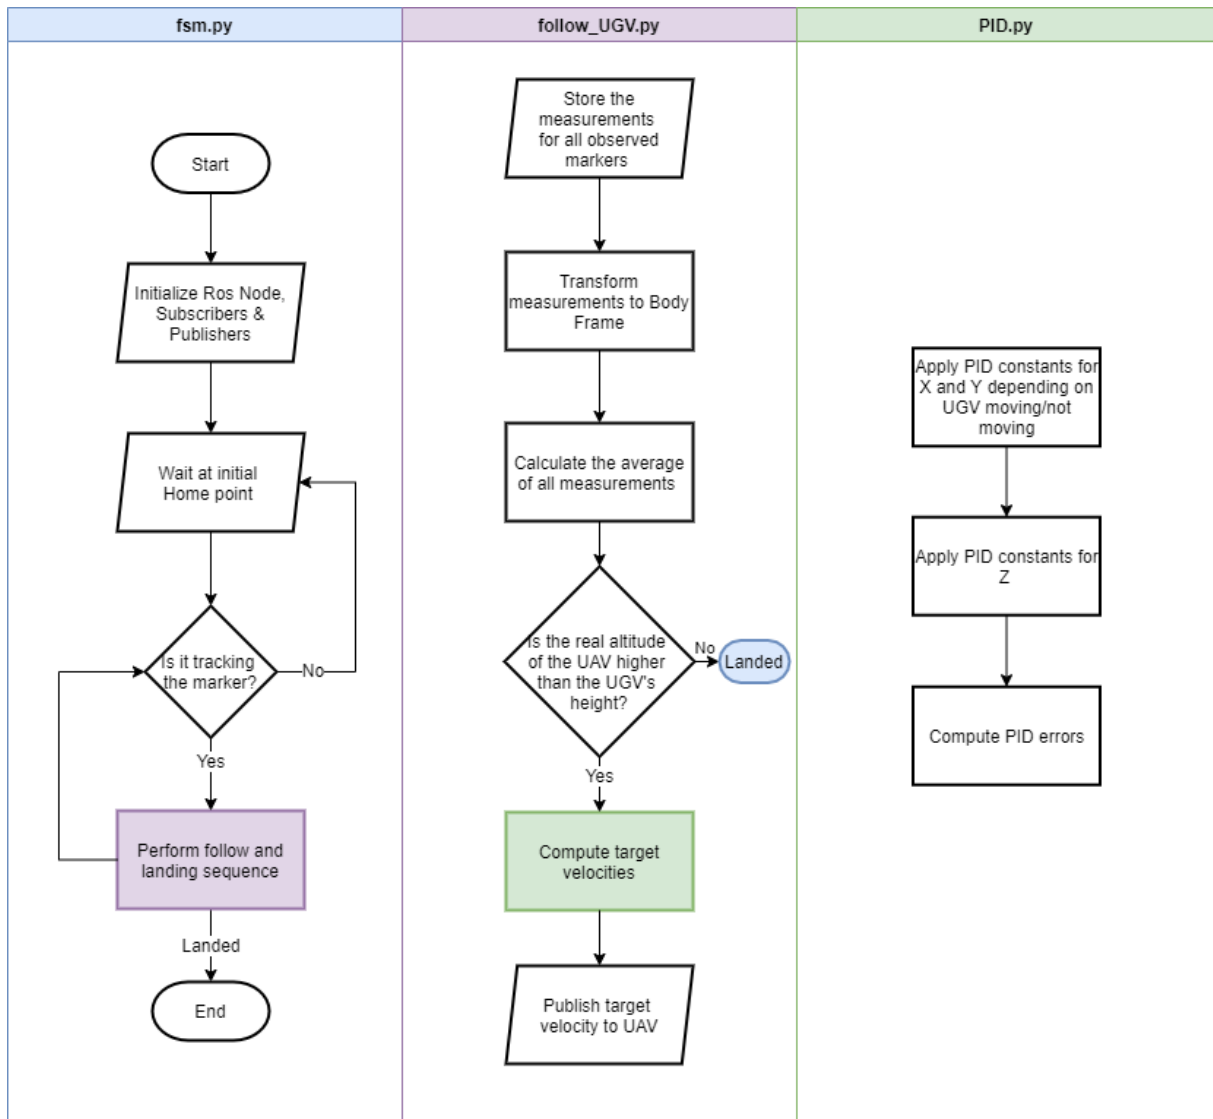 fsm.py
Start
Initialize Ros Node,
Subscribers &
Publishers
Wait at initial
Home point
Is it tracking
the marker?
No
Yes
Perform follow and
landing sequence
Landed
End
follow_UGV.py
Store the
measurements
for all observed
markers
Transform
measurements to Body
Frame
Calculate the average
of all measurements
Is the real altitude
of the UAV higher
than the UGV's
height?
No
Landed
Yes
Compute target
velocities
Publish target
velocity to UAV
PID.py
Apply PID constants for
X and Y depending on
UGV moving/not
moving
Apply PID constants for
Z
Compute PID errors